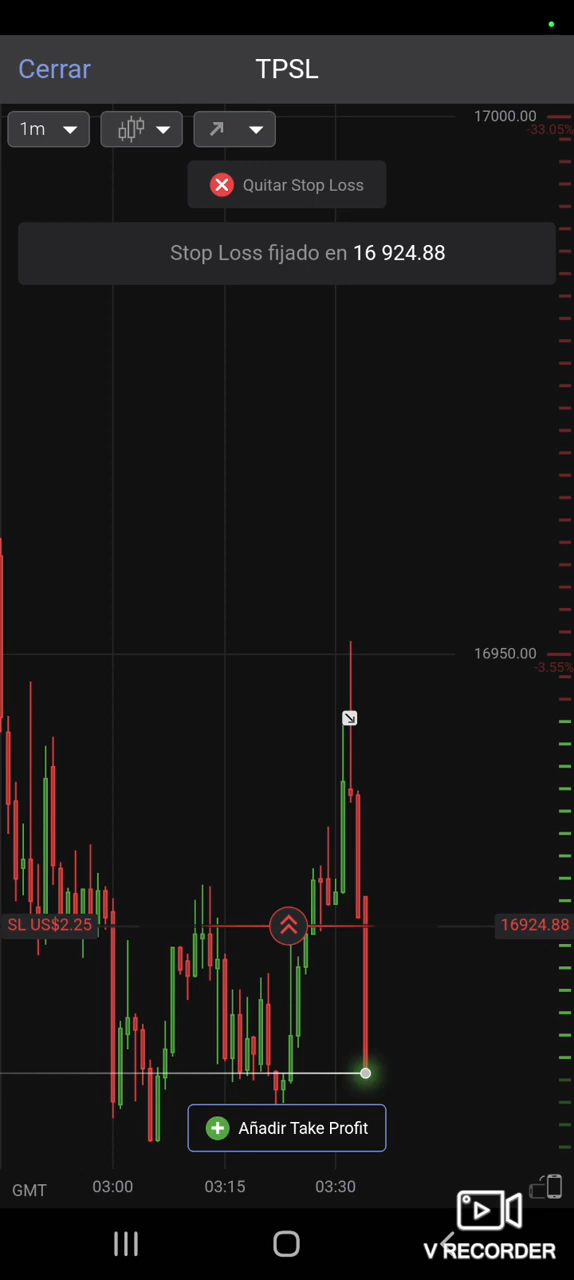 Cerrar
TPSL
1m
17000.00
-33.05%
Quitar Stop Loss
Stop Loss fijado en 16 924.88
16950.00
-3.55%
SL US$2.25
16924.88
Añadir Take Profit
GMT
03:00
03:15
03:30
V RECORDER